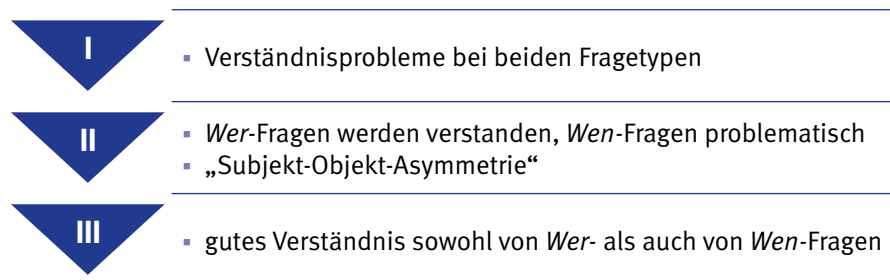 I
▪ Verständnisprobleme bei beiden Fragetypen
II
▪ Wer-Fragen werden verstanden, Wen-Fragen problematisch
▪ „Subjekt-Objekt-Asymmetrie“
III
▪ gutes Verständnis sowohl von Wer- als auch von Wen-Fragen